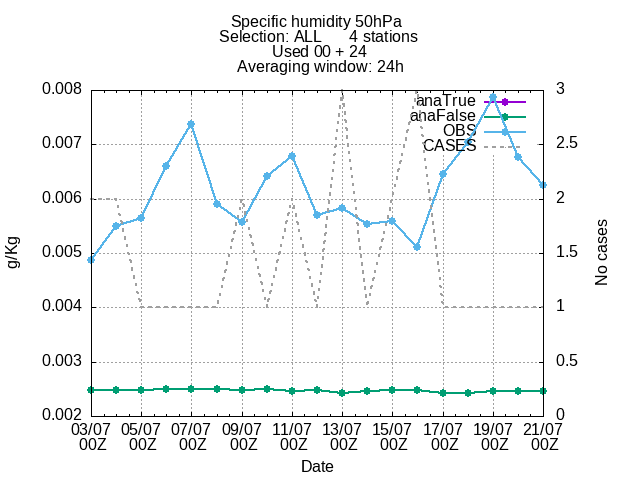 Specific humidity 50hPa
Selection: ALL 4 stations
Used 00 + 24
Averaging window: 24h
0.008
0.007
0.006
0.005
0.004
0.003
0.002
g/Kg
3
2.5
2
1.5
1
0.5
0
No cases
anaTrue
anaFalse
OBS
CASES
03/07 05/07 07/07 09/07 11/07 13/07 15/07 17/07 19/07 21/07
00Z 00Z 00Z 00Z 00Z 00Z 00Z 00Z 00Z 00Z
Date